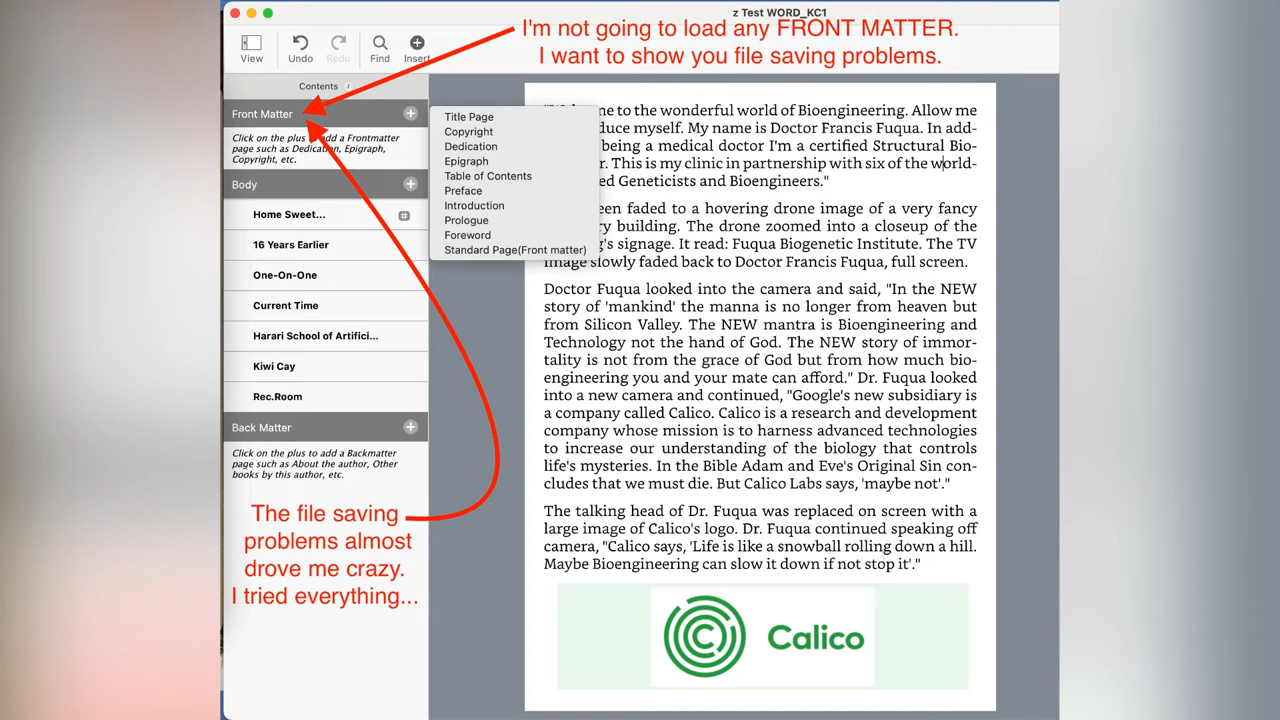 z Test WORD_KC1
I'm not going to load any FRONT MATTER.
I want to show you file saving problems.
View
Undo
Redo
Find
Insert
Contents
Front Matter
Click on the plus to add a Frontmatter
page such as Dedication, Epigraph,
Copyright, etc.
Body
Home Sweet...
16 Years Earlier
One-On-One
Current Time
Harari School of Artifici...
Kiwi Cay
Rec.Room
Back Matter
Click on the plus to add a Backmatter
page such as About the author, Other
books by this author, etc.
The file saving
problems almost
drove me crazy.
I tried everything...
Title Page
Copyright
Dedication
Epigraph
Table of Contents
Preface
Introduction
Prologue
Foreword
Standard Page(Front matter)
to the wonderful world of Bioengineering. Allow me
myself. My name is Doctor Francis Fuqua. In add-
being a medical doctor I'm a certified Structural Bio-
This is my clinic in partnership with six of the world-
Geneticists and Bioengineers."
faded to a hovering drone image of a very fancy
building. The drone zoomed into a closeup of the
signage. It read: Fuqua Biogenetic Institute. The TV
image slowly faded back to Doctor Francis Fuqua, full screen.
Doctor Fuqua looked into the camera and said, "In the NEW
story of 'mankind' the manna is no longer from heaven but
from Silicon Valley. The NEW mantra is Bioengineering and
Technology not the hand of God. The NEW story of immor-
tality is not from the grace of God but from how much bio-
engineering you and your mate can afford." Dr. Fuqua looked
into a new camera and continued, "Google's new subsidiary is
a company called Calico. Calico is a research and development
company whose mission is to harness advanced technologies
to increase our understanding of the biology that controls
life's mysteries. In the Bible Adam and Eve's Original Sin con-
cludes that we must die. But Calico Labs says, 'maybe not'."
The talking head of Dr. Fuqua was replaced on screen with a
large image of Calico's logo. Dr. Fuqua continued speaking off
camera, "Calico says, 'Life is like a snowball rolling down a hill.
Maybe Bioengineering can slow it down if not stop it'."
Calico